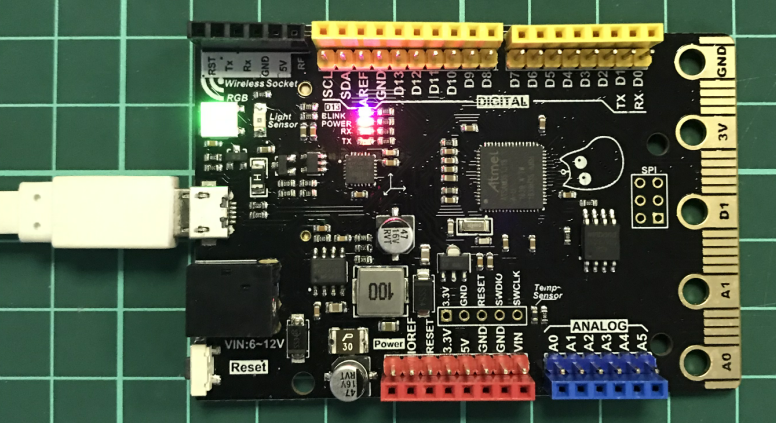 RST
Tx
Rx
GND
5V
RF
Wireless Socket
RGB
Light
Sensor
SCL
SDA
AREF
GND
D13
D12
D11
D10
D9
D8
D7
D6
D5
D4
D3
D2
D1
D0
DIGITAL
TX
RX
D13
BLINK
POWER
RX
TX
GND
3V
D1
A1
A0
SPI
Atmel
47
16V
RVT
100
3.3V
GND
RESET
SWDIO
SWCLK
Temp-
Sensor
VIN:6~12V
Reset
30
47
16V
RVT
Power
IOREF
RESET
3.3V
5V
GND
GND
VIN
ANALOG
A0
A1
A2
A3
A4
A5